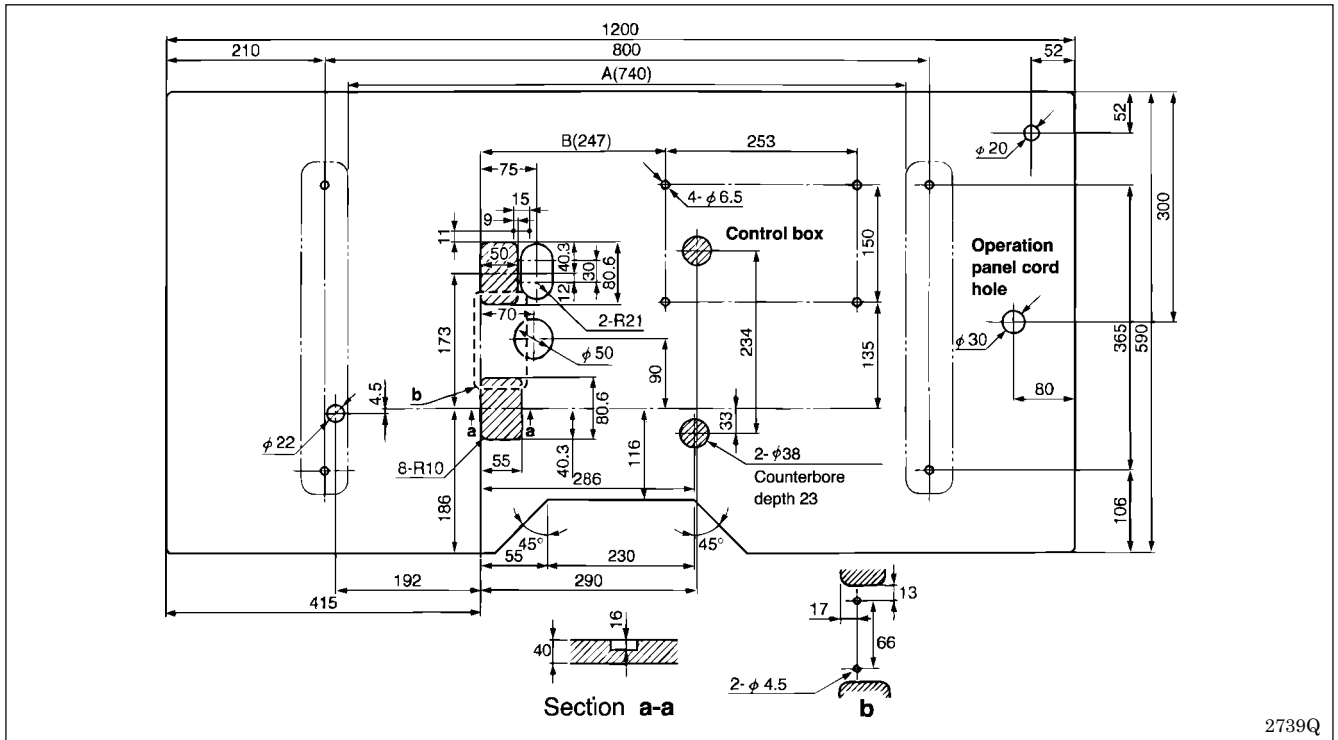 1200
210
800
52
A(740)
52
B(247)
253
φ20
75
15
4-φ6.5
300
9
11
Control box
50
40.3
30
80.6
150
Operation
panel cord
hole
12
2-R21
70
173
234
365
590
φ50
φ30
135
90
4.5
b
80
80.6
33
a
a
φ22
2-φ38
8-R10
55
40.3
116
Counterbore
depth 23
286
186
106
45°
45°
55
230
192
290
13
415
17
16
66
40
2-φ4.5
Section a-a
b
2739Q